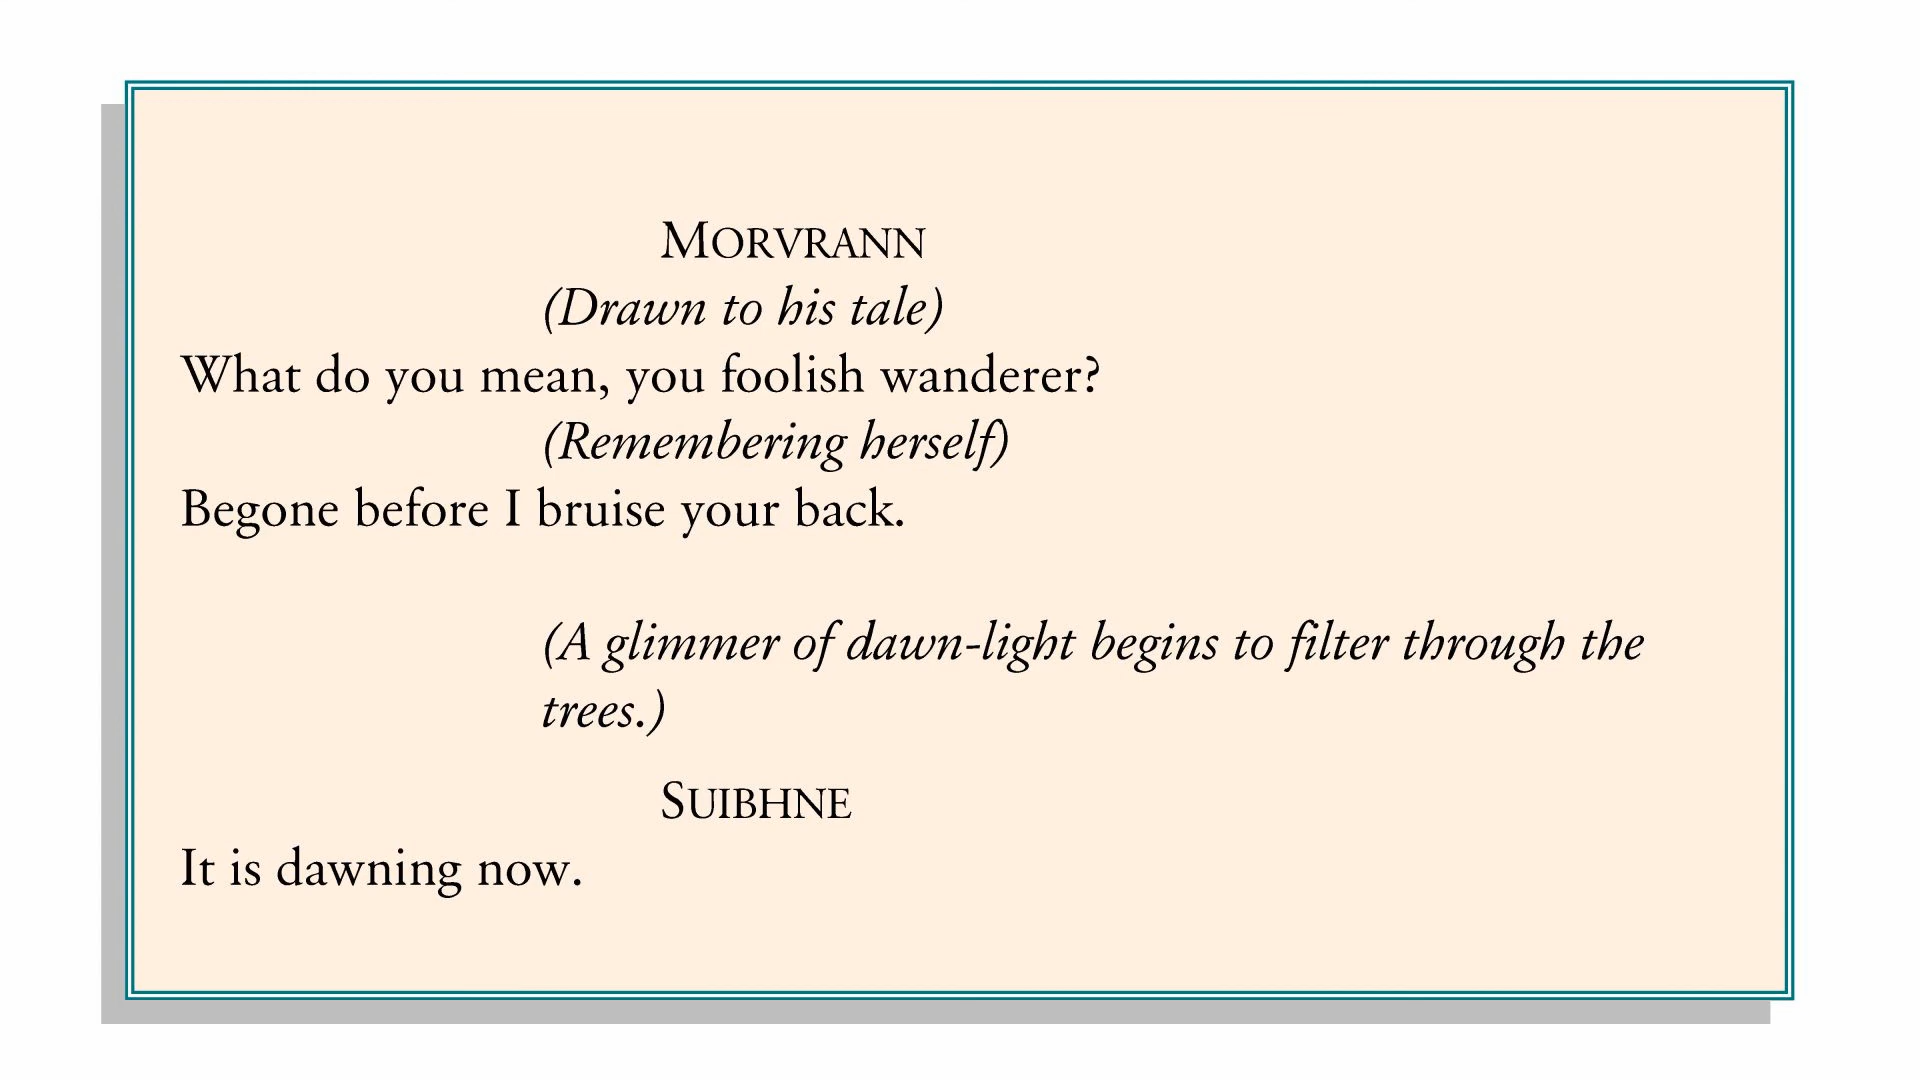 MORVRANN
(Drawn to his tale)
What do you mean, you foolish wanderer?
(Remembering herself)
Begone before I bruise your back.
(A glimmer of dawn-light begins to filter through the
trees.)
SUIBHNE
It is dawning now.